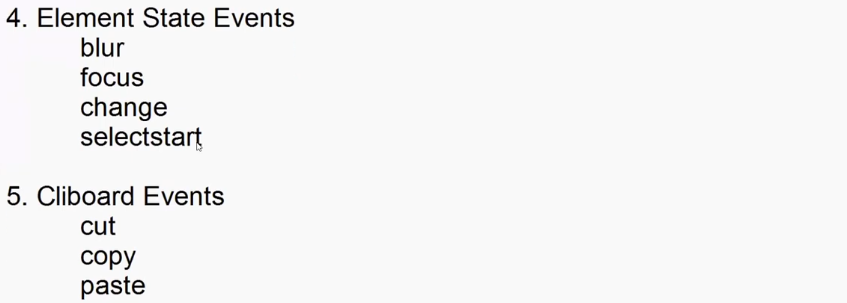 4. Element State Events
blur
focus
change
selectstart
5. Cliboard Events
cut
copy
paste